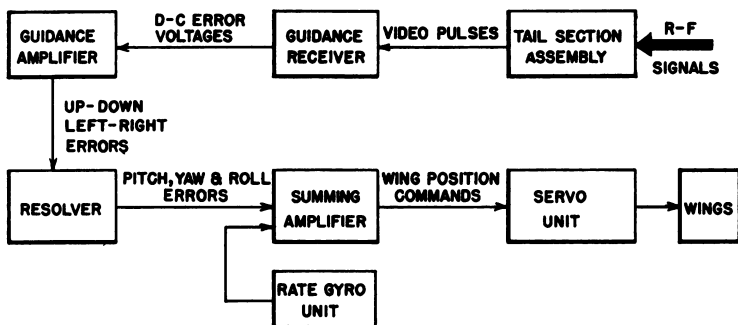 GUIDANCE
AMPLIFIER
D-C ERROR
VOLTAGES
GUIDANCE
RECEIVER
VIDEO PULSES
TAIL SECTION
ASSEMBLY
R-F
SIGNALS
UP-DOWN
LEFT-RIGHT
ERRORS
RESOLVER
PITCH, YAW & ROLL
ERRORS
SUMMING
AMPLIFIER
WING POSITION
COMMANDS
SERVO
UNIT
WINGS
RATE GYRO
UNIT